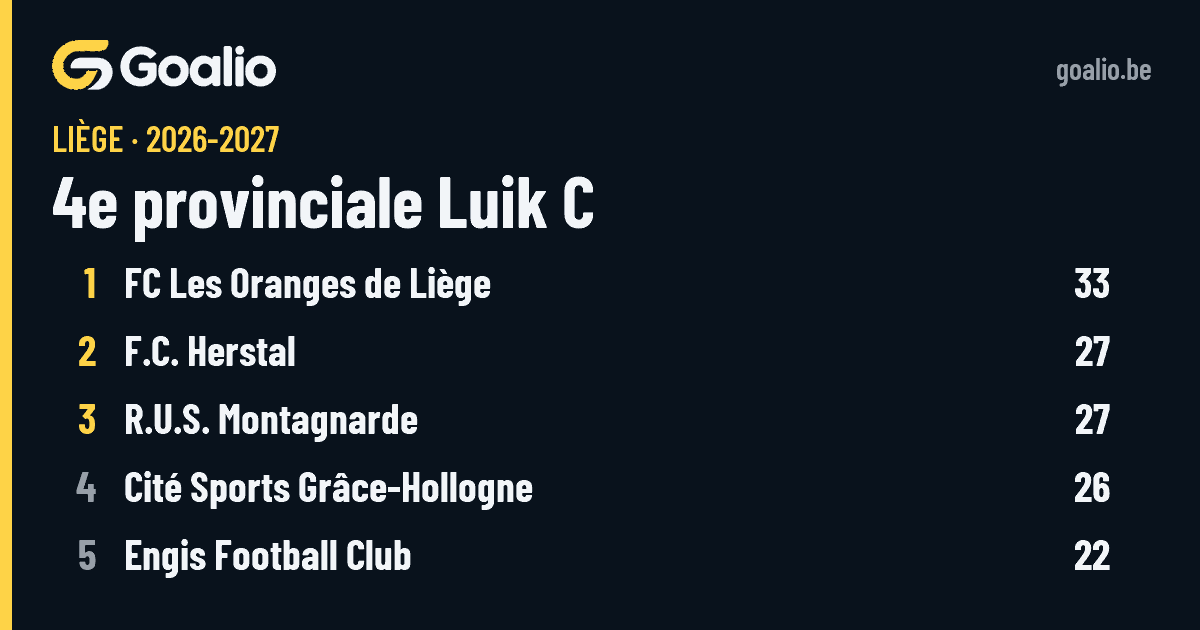 Goalio
goalio.be
LIÈGE · 2026-2027
4e provinciale Luik C
1 FC Les Oranges de Liège 33
2 F.C. Herstal 27
3 R.U.S. Montagnarde 27
4 Cité Sports Grâce-Hollogne 26
5 Engis Football Club 22